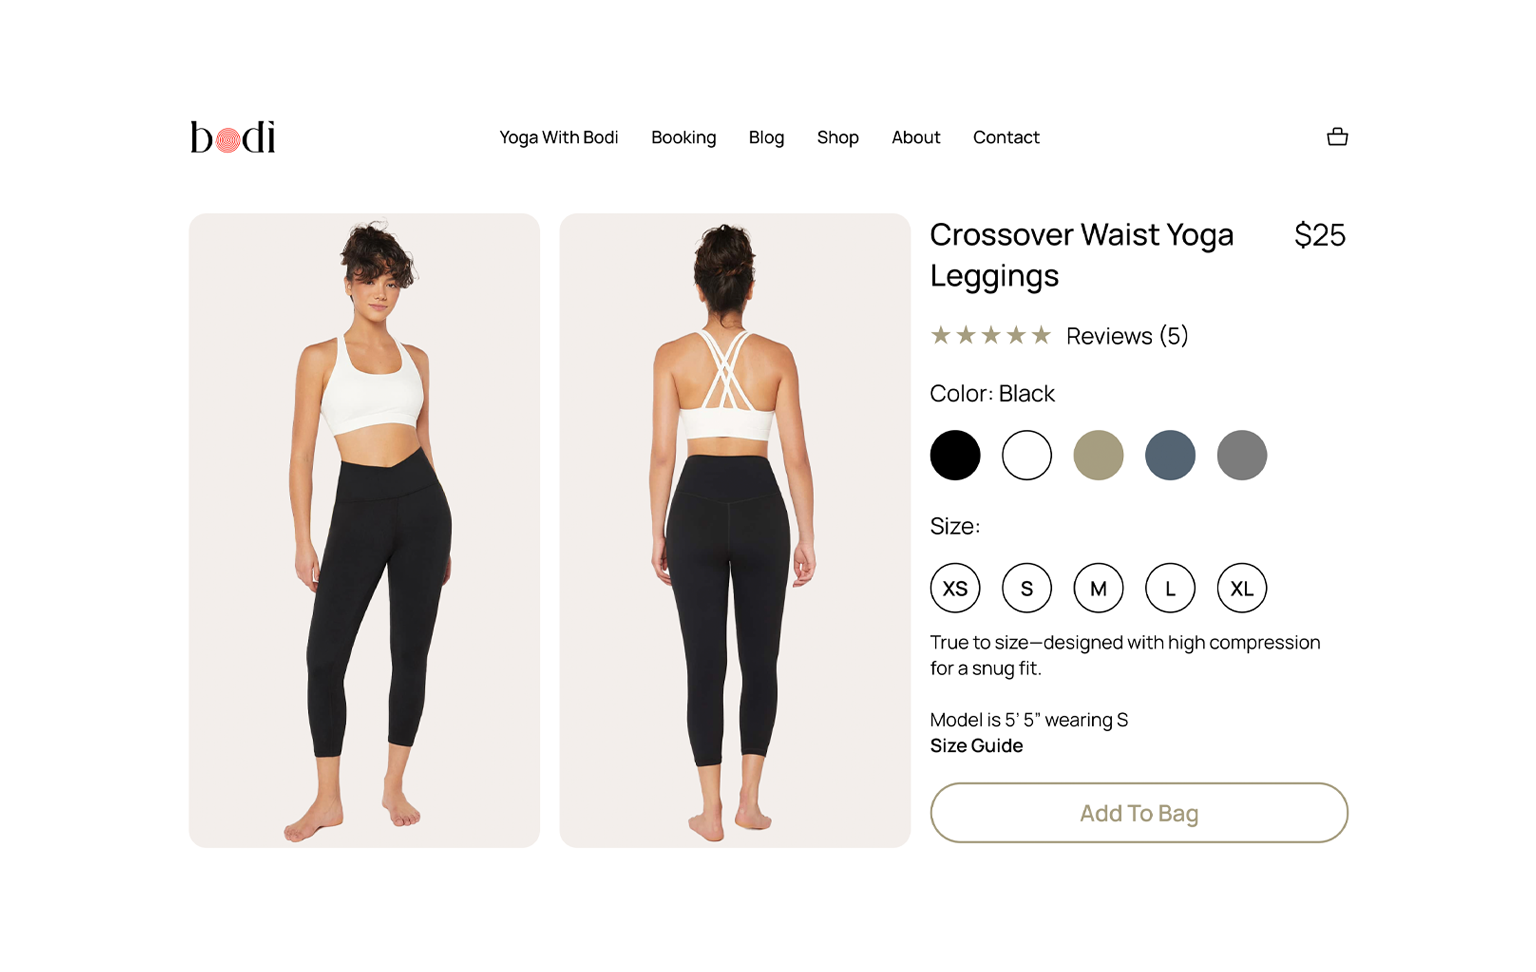 bodi
Yoga With Bodi
Booking
Blog
Shop
About
Contact
Crossover Waist Yoga
Leggings
$25
Reviews (5)
Color: Black
Size:
XS
S
M
L
XL
True to size—designed with high compression
for a snug fit.
Model is 5’ 5” wearing S
Size Guide
Add To Bag